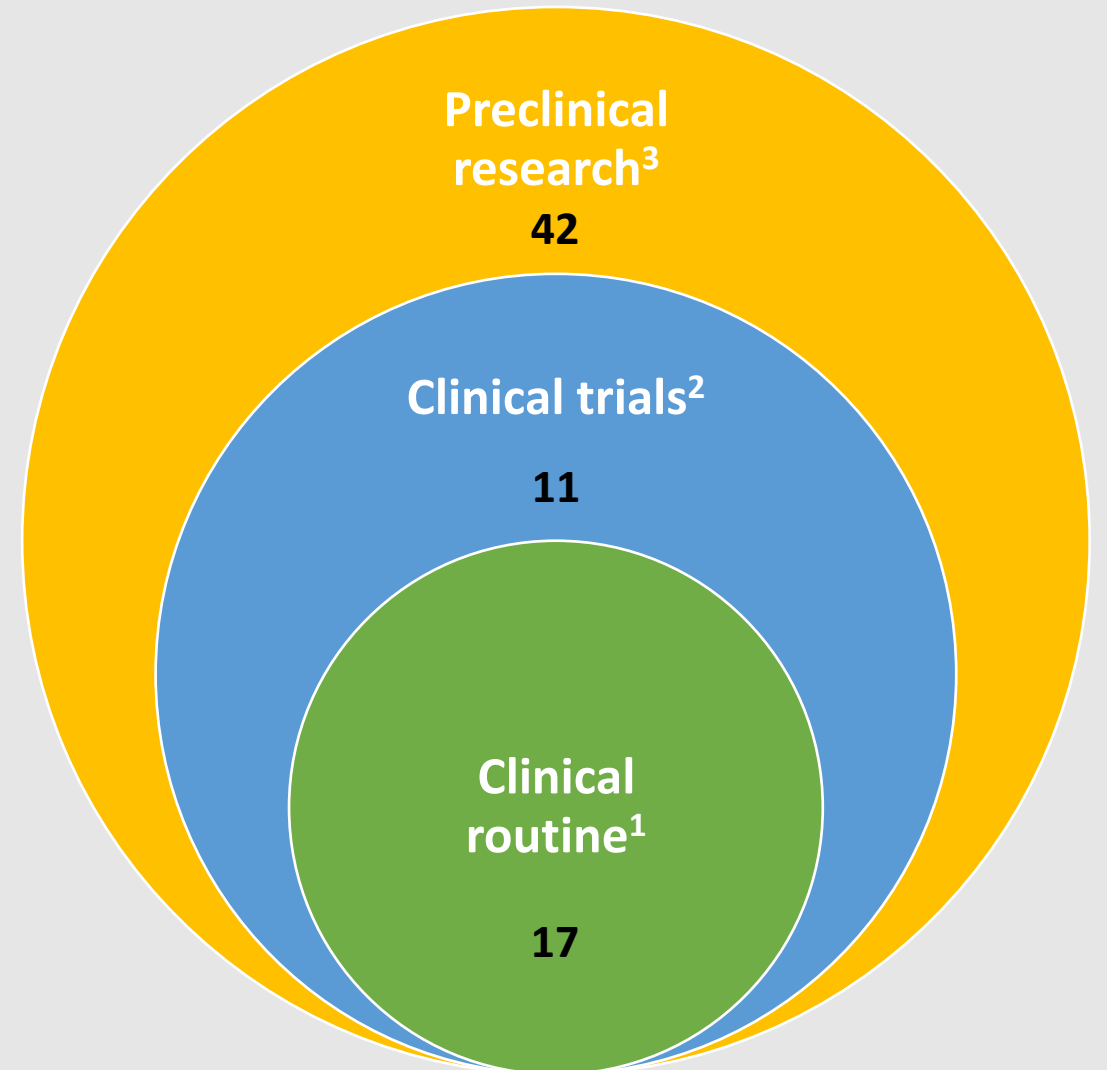 Preclinical
research³
42
Clinical trials²
11
Clinical
routine¹
17